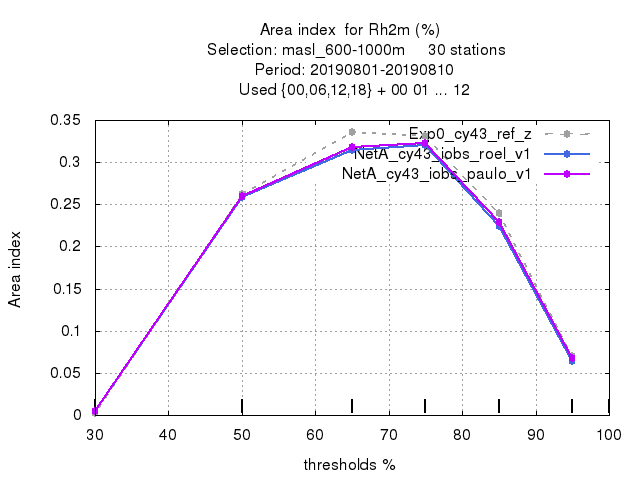 Area index  for Rh2m (%)
Selection: masl_600-1000m     30 stations
Period: 20190801-20190810
Used {00,06,12,18} + 00 01 ... 12
0.35
Exp0_cy43_ref_z
0.3
NetA_cy43_iobs_roel_v1
NetA_cy43_iobs_paulo_v1
0.25
0.2
0.15
0.1
0.05
0
Area index
30 40 50 60 70 80 90 100
thresholds %